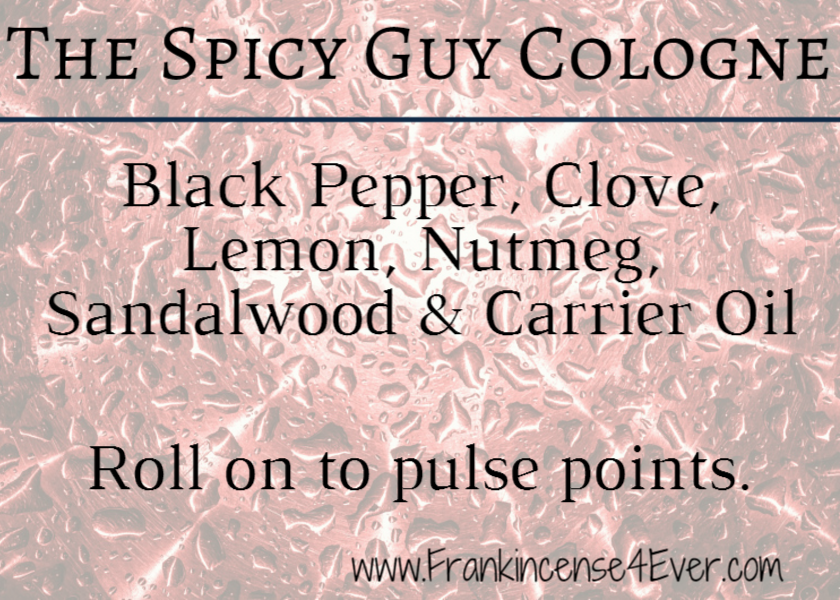 The Spicy Guy Cologne
Black Pepper, Clove,
Lemon, Nutmeg,
Sandalwood & Carrier Oil
Roll on to pulse points.
www.Frankincense4Ever.com